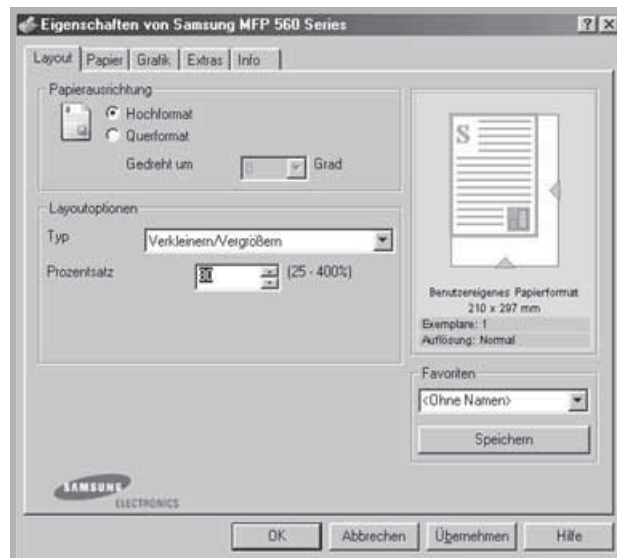 Eigenschaften von Samsung MFP 560 Series
Layout Papier Grafik Extras Info
Papierausrichtung
Hochformat
Querformat
Gedreht um 0 Grad
Layoutoptionen
Typ Verkleinern/Vergrößern
Prozentsatz 80 (25 - 400%)
S
Benutzereigenes Papierformat
210 x 297 mm
Exemplare: 1
Auflösung: Normal
Favoriten
<Ohne Namen>
Speichern
SAMSUNG
ELECTRONICS
OK Abbrechen Übernehmen Hilfe